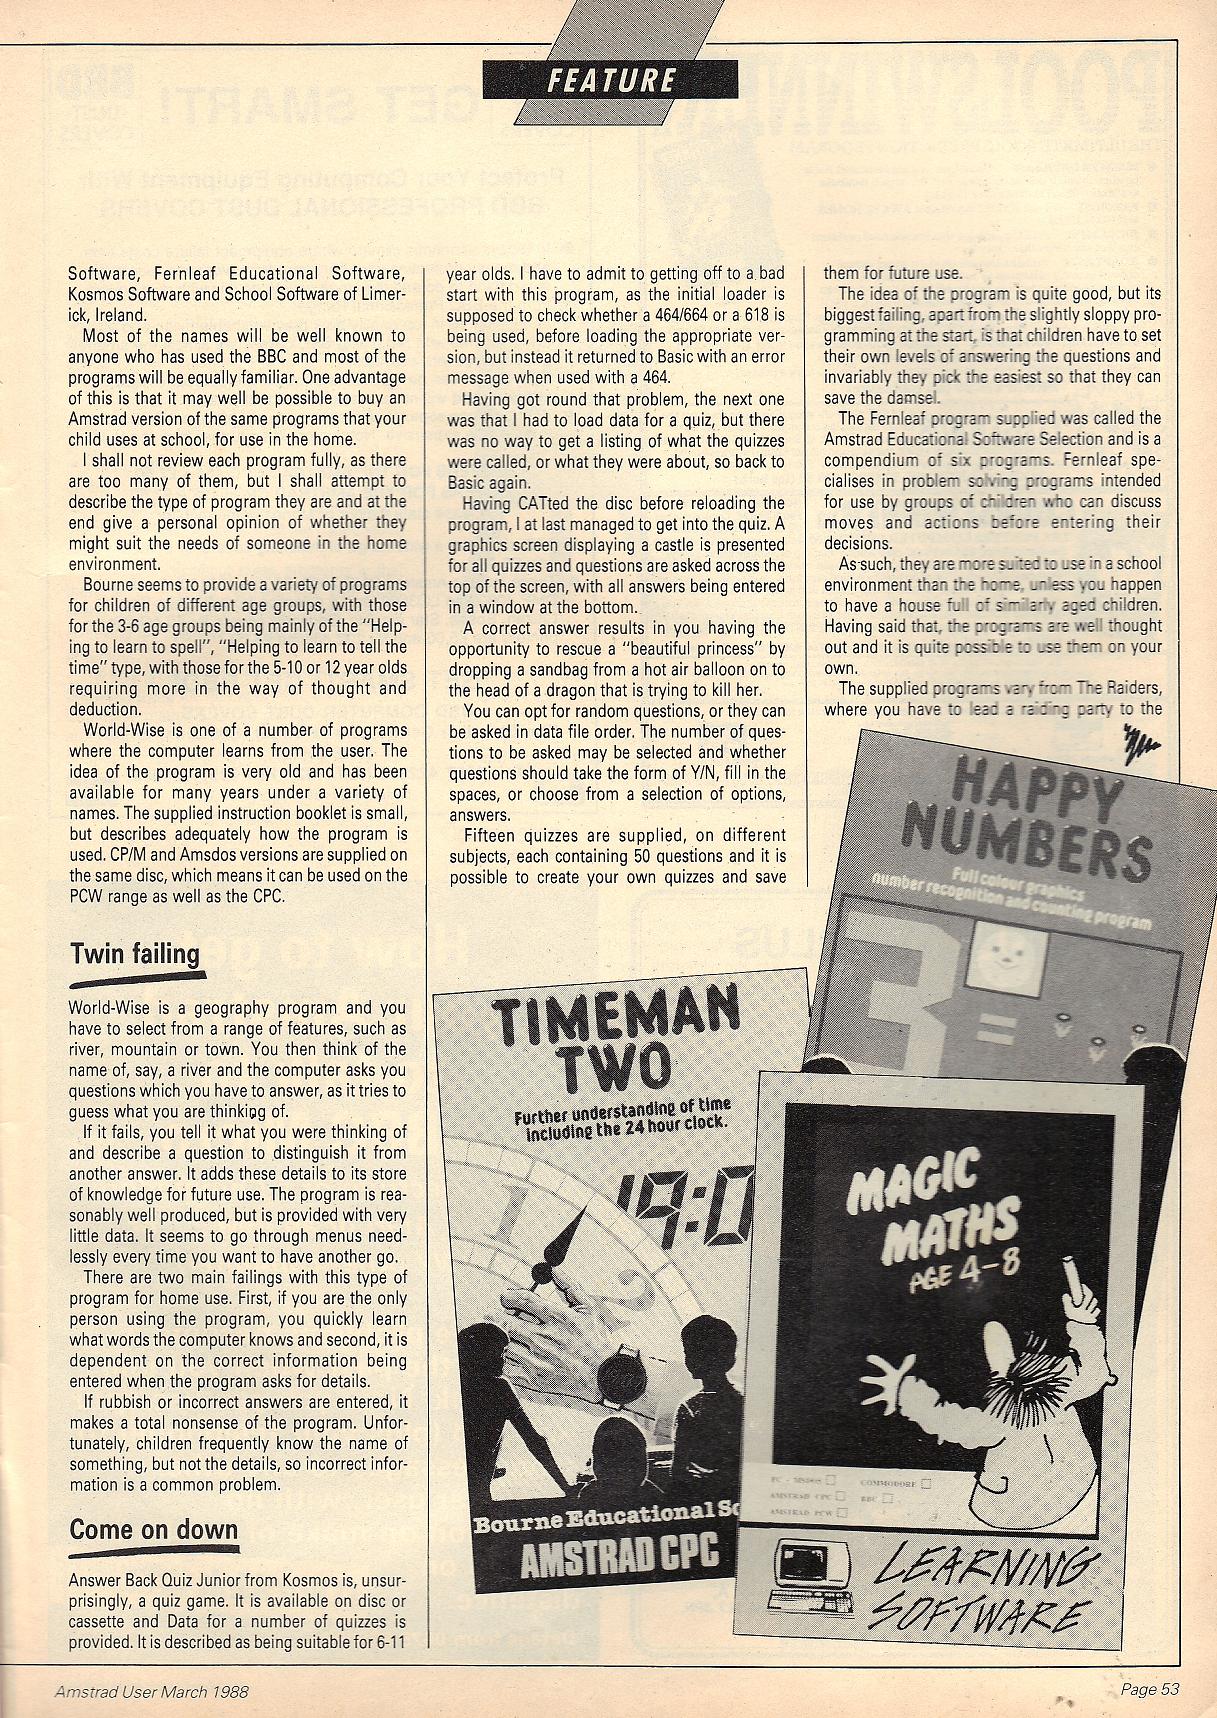 FEATURE
Software, Fernleaf Educational Software,
Kosmos Software and School Software of Limer-
ick, Ireland.
Most of the names will be well known to
anyone who has used the BBC and most of the
programs will be equally familiar. One advantage
of this is that it may well be possible to buy an
Amstrad version of the same programs that your
child uses at school, for use in the home.
I shall not review each program fully, as there
are too many of them, but I shall attempt to
describe the type of program they are and at the
end give a personal opinion of whether they
might suit the needs of someone in the home
environment.
Bourne seems to provide a variety of programs
for children of different age groups, with those
for the 3-6 age groups being mainly of the "Help-
ing to learn to spell", "Helping to learn to tell the
time" type, with those for the 5-10 or 12 year olds
requiring more in the way of thought and
deduction.
World-Wise is one of a number of programs
where the computer learns from the user. The
idea of the program is very old and has been
available for many years under a variety of
names. The supplied instruction booklet is small,
but describes adequately how the program is
used. CP/M and Amsdos versions are supplied on
the same disc, which means it can be used on the
PCW range as well as the CPC.
Twin failing
World-Wise is a geography program and you
have to select from a range of features, such as
river, mountain or town. You then think of the
name of, say, a river and the computer asks you
questions which you have to answer, as it tries to
guess what you are thinkigg of.
If it fails, you tell it what you were thinking of
and describe a question to distinguish it from
another answer. It adds these details to its store
of knowledge for future use. The program is rea-
sonably well produced, but is provided with very
little data. It seems to go through menus need-
lessly every time you want to have another go.
There are two main failings with this type of
program for home use. First, if you are the only
person using the program, you quickly learn
what words the computer knows and second, it is
dependent on the correct information being
entered when the program asks for details.
If rubbish or incorrect answers are entered, it
makes a total nonsense of the program. Unfor-
tunately, children frequently know the name of
something, but not the details, so incorrect infor-
mation is a common problem.
Come on down
Answer Back Quiz Junior from Kosmos is, unsur-
prisingly, a quiz game. It is available on disc or
cassette and Data for a number of quizzes is
provided. It is described as being suitable for 6-11
year olds. I have to admit to getting off to a bad
start with this program, as the initial loader is
supposed to check whether a 464/664 or a 618 is
being used, before loading the appropriate ver-
sion, but instead it returned to Basic with an error
message when used with a 464.
Having got round that problem, the next one
was that I had to load data for a quiz, but there
was no way to get a listing of what the quizzes
were called, or what they were about, so back to
Basic again.
Having CATted the disc before reloading the
program, I at last managed to get into the quiz. A
graphics screen displaying a castle is presented
for all quizzes and questions are asked across the
top of the screen, with all answers being entered
in a window at the bottom.
A correct answer results in you having the
opportunity to rescue a "beautiful princess" by
dropping a sandbag from a hot air balloon on to
the head of a dragon that is trying to kill her.
You can opt for random questions, or they can
be asked in data file order. The number of ques-
tions to be asked may be selected and whether
questions should take the form of Y/N, fill in the
spaces, or choose from a selection of options,
answers.
Fifteen quizzes are supplied, on different
subjects, each containing 50 questions and it is
possible to create your own quizzes and save
them for future use.
The idea of the program is quite good, but its
biggest failing, apart from the slightly sloppy pro-
gramming at the start, is that children have to set
their own levels of answering the questions and
invariably they pick the easiest so that they can
save the damsel.
The Fernleaf program supplied was called the
Amstrad Educational Software Selection and is a
compendium of six programs. Fernleaf spe-
cialises in problem solving programs intended
for use by groups of children who can discuss
moves and actions before entering their
decisions.
As such, they are more suited to use in a school
environment than the home, unless you happen
to have a house full of similarly aged children.
Having said that, the programs are well thought
out and it is quite possible to use them on your
own.
The supplied programs vary from The Raiders,
where you have to lead a raiding party to the
HAPPY
NUMBERS
Full colour graphics
number recognition and counting program
3 =
TIMEMAN
TWO
Further understanding of time
including the 24 hour clock.
1
19:0
2
Bourne Educational So
AMSTRAD CPC
MAGIC
MATHS
AGE 4-8
PC - MSDOS
COMMODORE
AMSTRAD CPC
BBC
AMSTRAD PCW
LEARNING
SOFTWARE
Amstrad User March 1988
Page 53